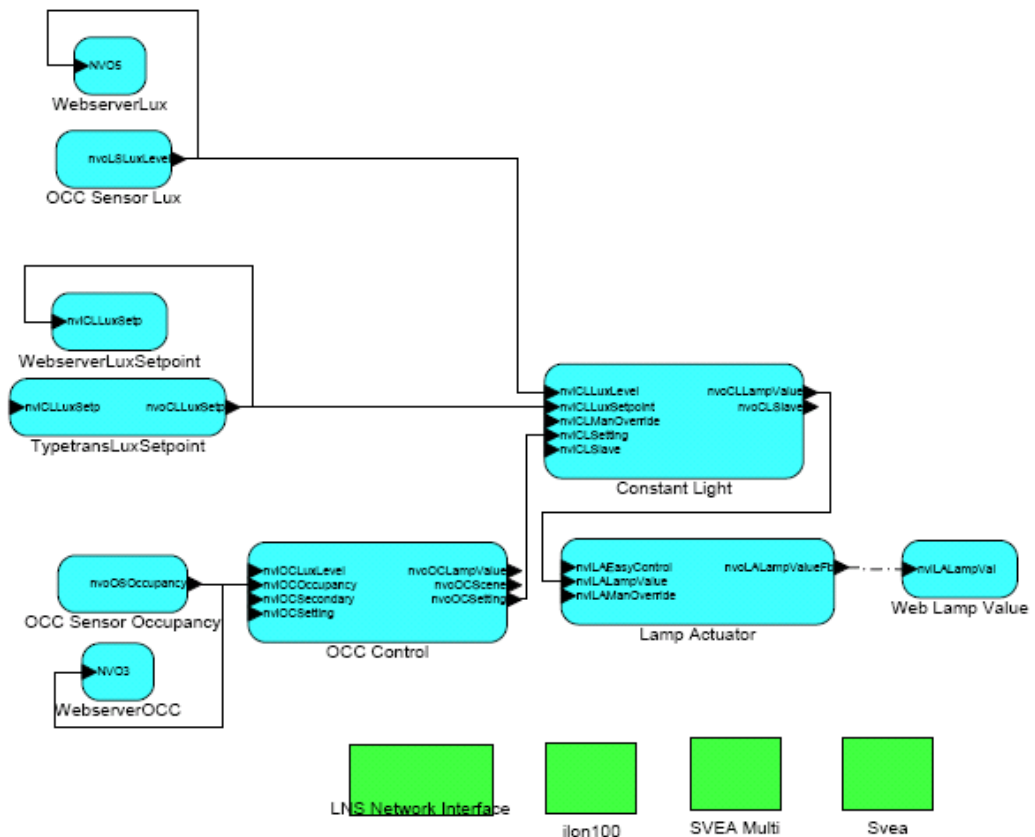 NVO5
WebserverLux
nvoLSLuxLevel
OCC Sensor Lux
nviCLLuxSetp
WebserverLuxSetpoint
nviCLLuxSetp nvoCLLuxSetp
TypetransLuxSetpoint
nviCLLuxLevel nvoCLLampValue
nviCLLuxSetpoint nvoCLSlave
nviCLManOverride
nviCLSetting
nviCLSlave
Constant Light
nvoOSOccupancy
OCC Sensor Occupancy
NVO3
WebserverOCC
nviOCLuxLevel nvoOCLampValue
nviOCOccupancy nvoOCScene
nviOCSecondary nvoOCSetting
nviOCSetting
OCC Control
nviLAEasyControl nvoLALampValueFb
nviLALampValue
nviLAManOverride
Lamp Actuator
nviLALampVal
Web Lamp Value
LNS Network Interface
ilon100
SVEA Multi
Svea